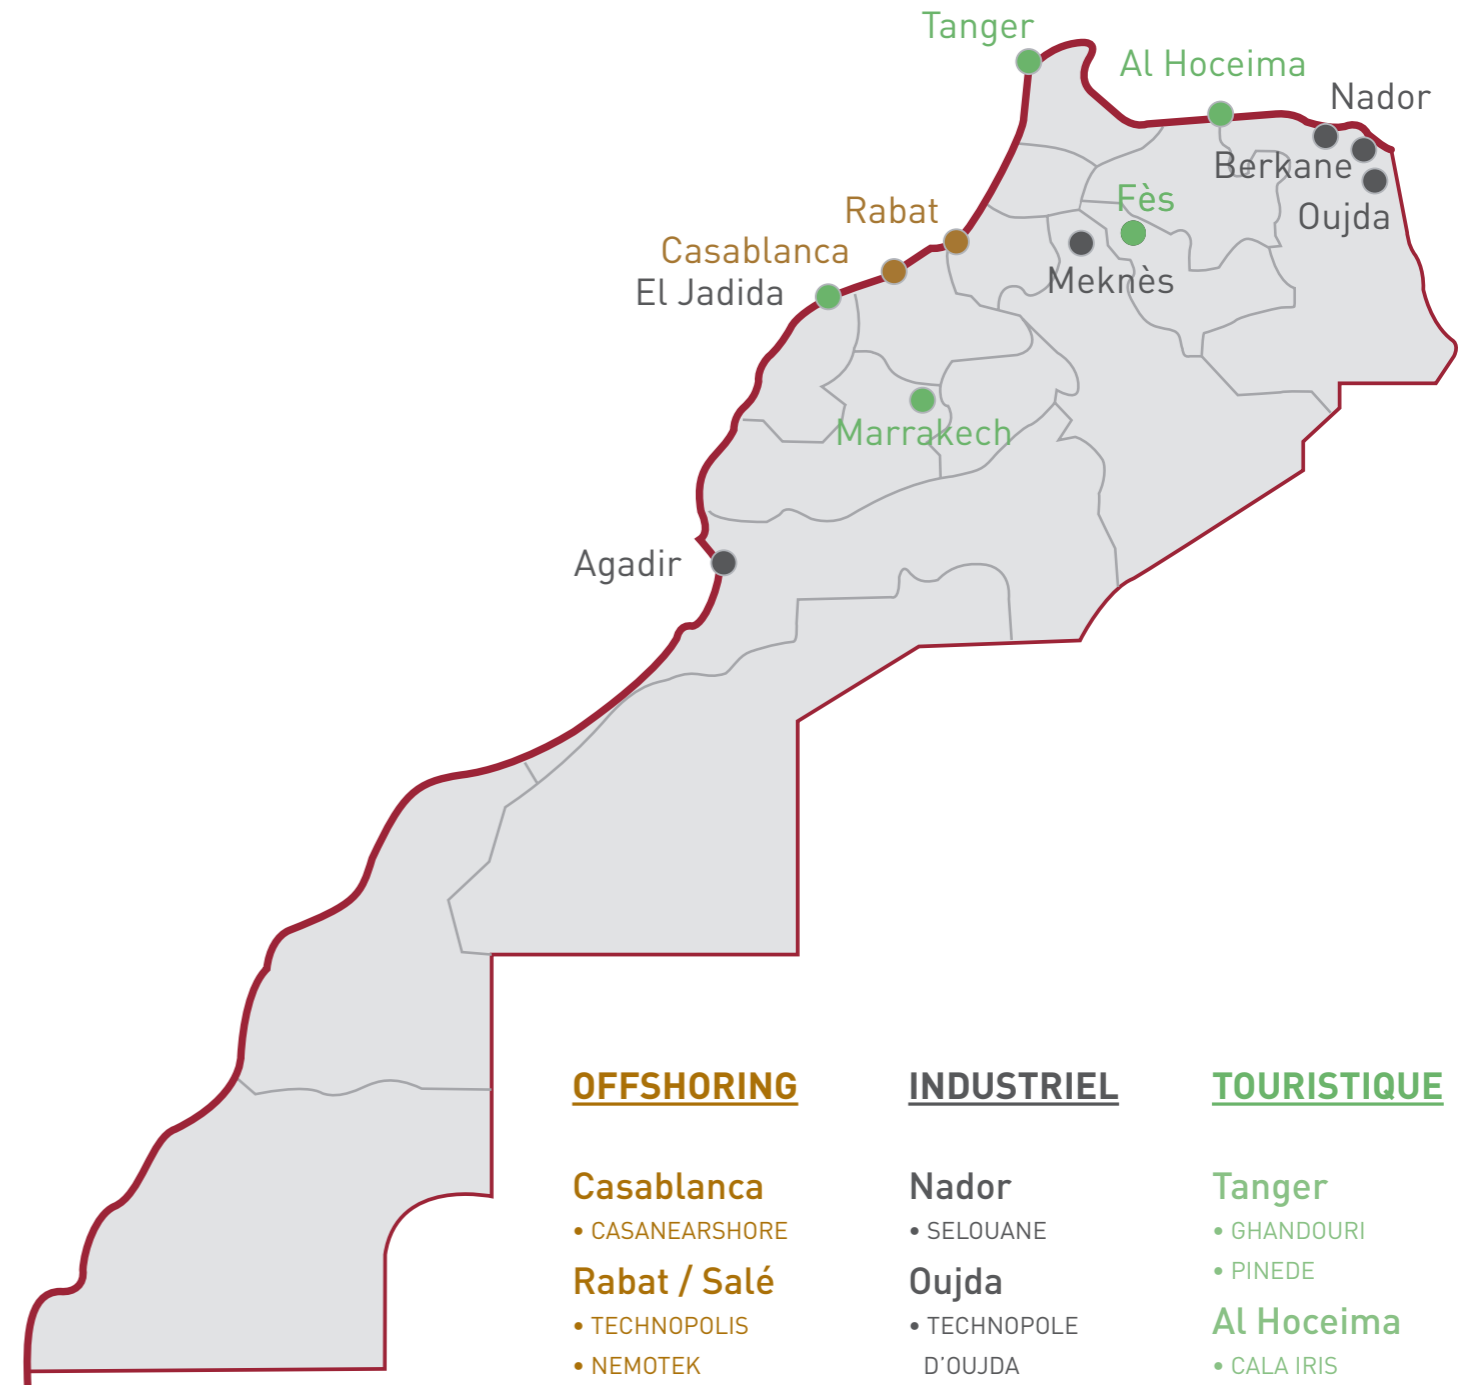 Tanger
Al Hoceima
Nador
Berkane
Fès
Oujda
Rabat
Casablanca
Meknès
El Jadida
Marrakech
Agadir
OFFSHORING
Casablanca
• CASANEARSHORE
Rabat / Salé
• TECHNOPOLIS
• NEMOTEK
INDUSTRIEL
Nador
• SELOUANE
Oujda
• TECHNOPOLE
D’OUJDA
TOURISTIQUE
Tanger
• GHANDOURI
• PINEDE
Al Hoceima
• CALA IRIS